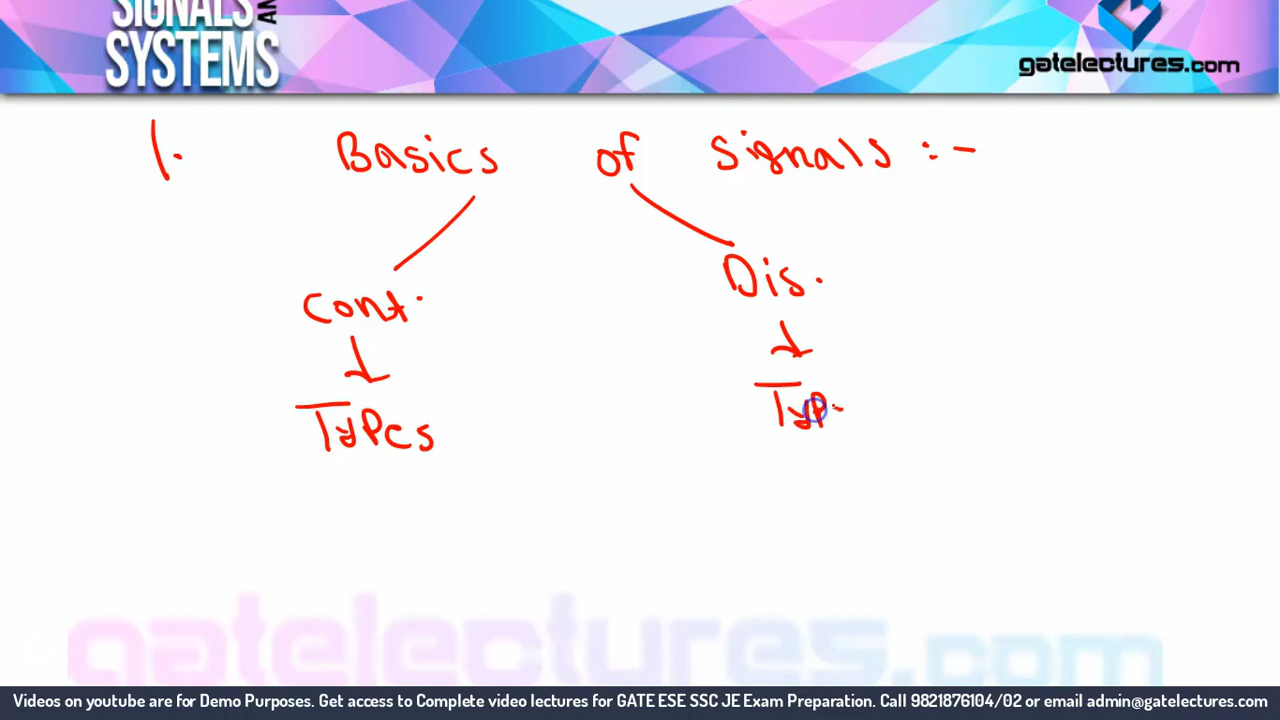 SIGNALS AND
SYSTEMS
gatelectures.com
1. Basics of Signals :-
Cont. Dis.
Types Typ
gatelectures.com
Videos on youtube are for Demo Purposes. Get access to Complete video lectures for GATE ESE SSC JE Exam Preparation. Call 9821876104/02 or email admin@gatelectures.com